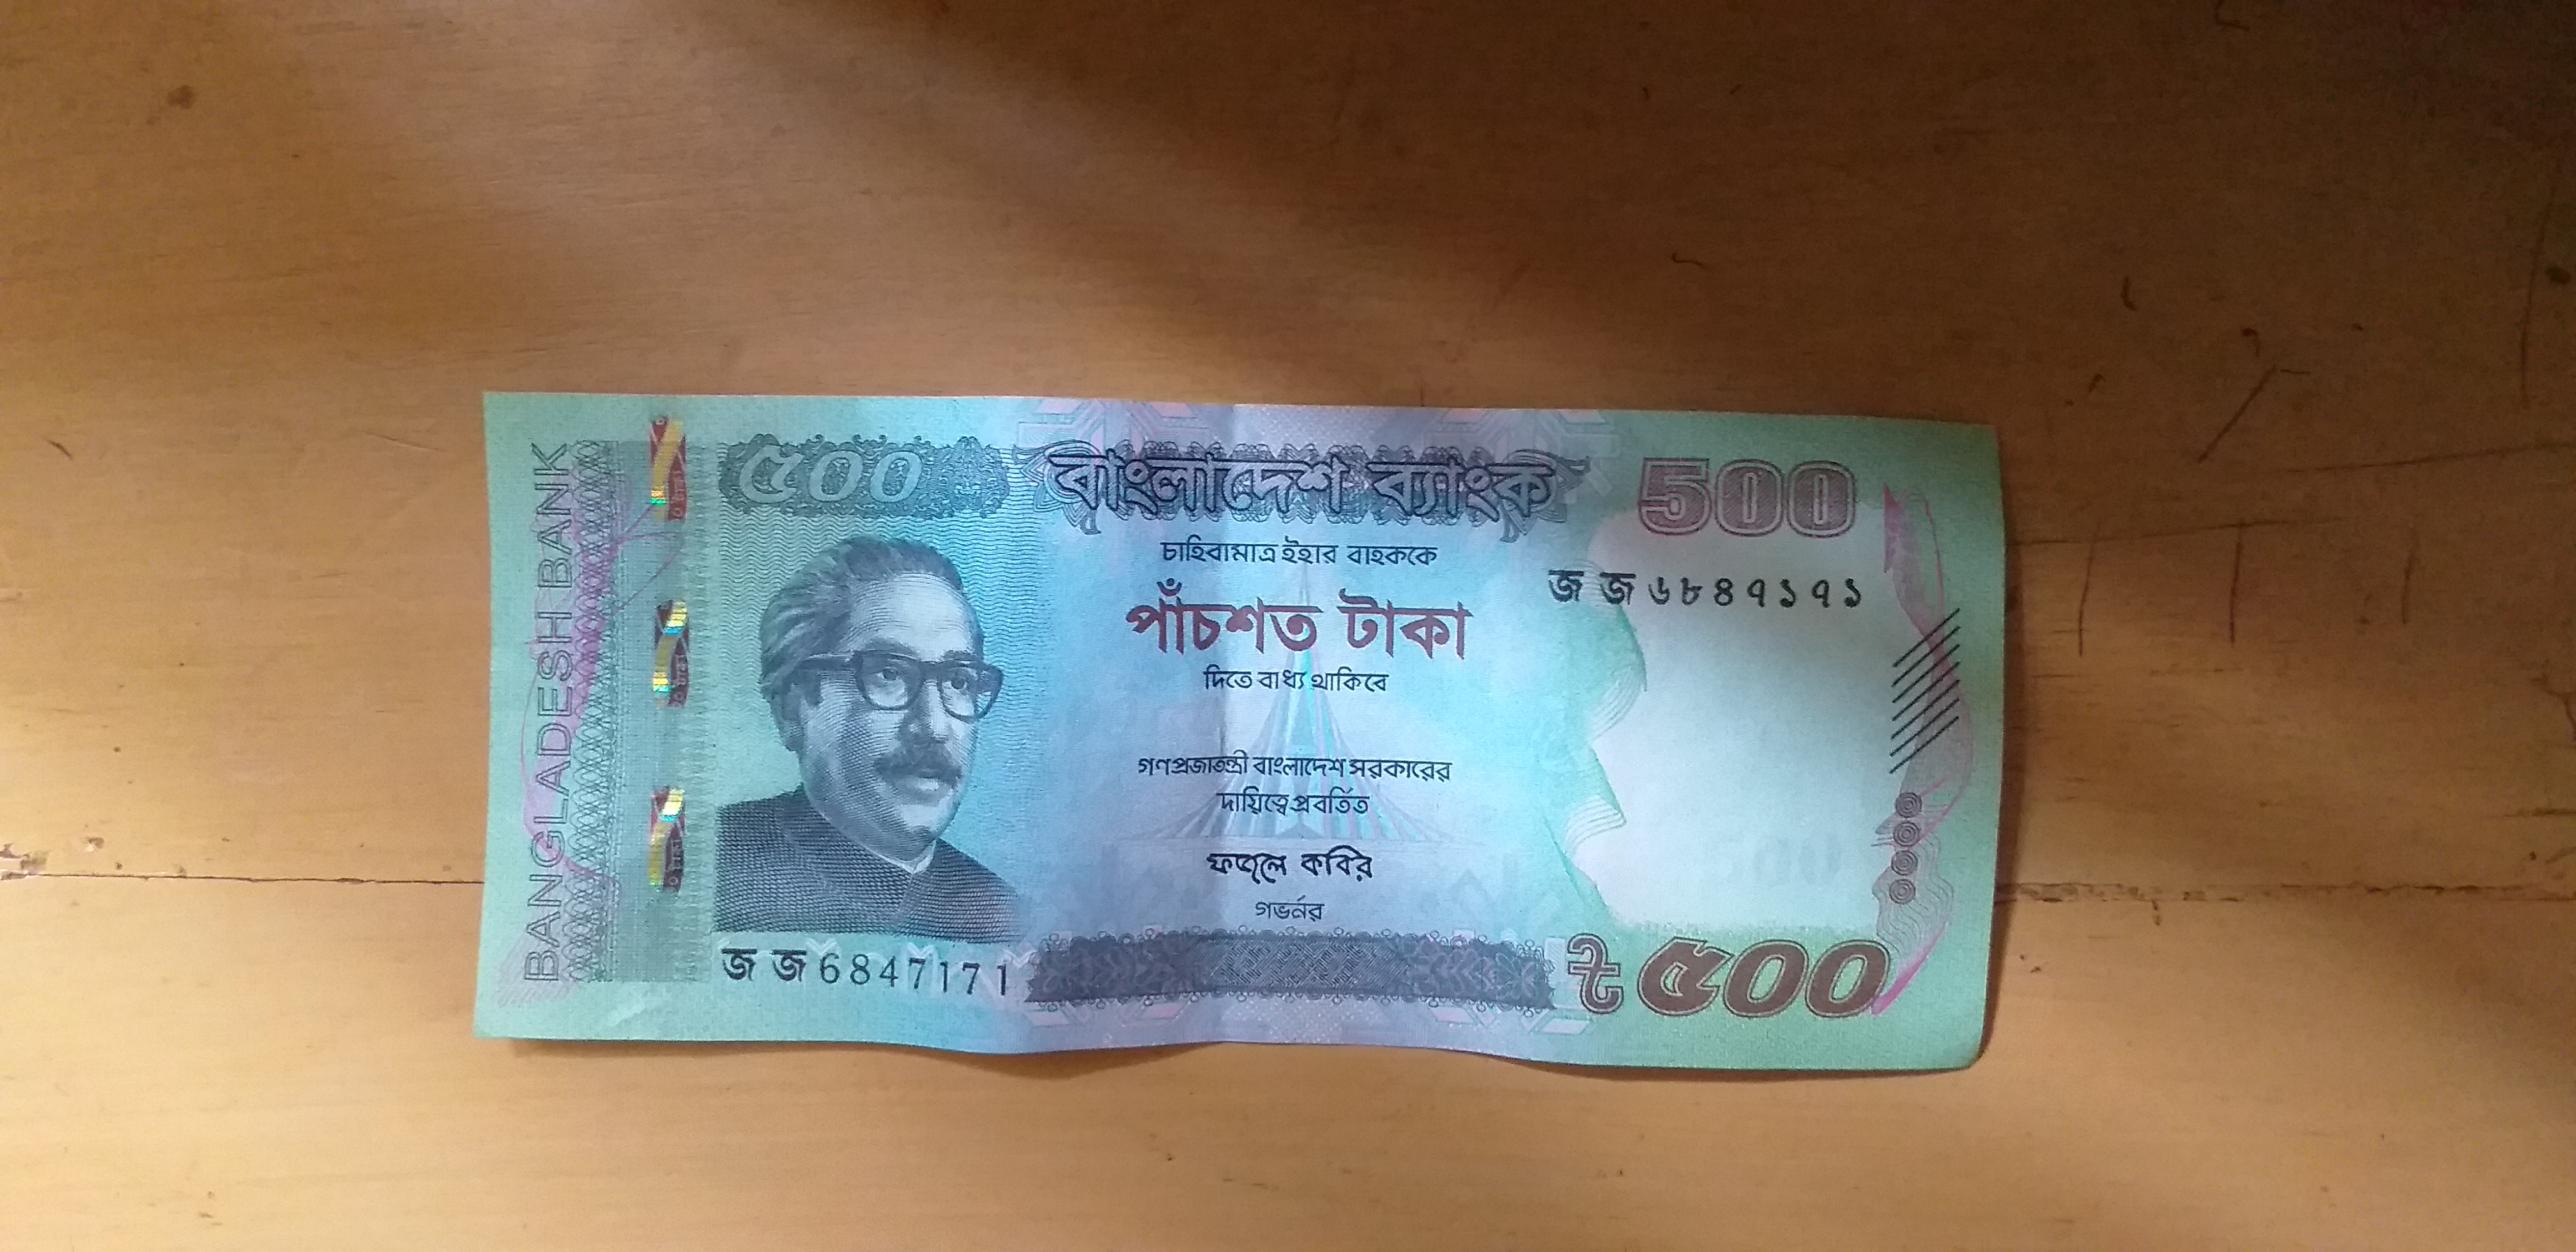 BANGLADESH BANK
৫০০
বাংলাদেশ ব্যাংক
500
চাহিবামাত্র ইহার বাহককে
পাঁচশত টাকা
দিতে বাধ্য থাকিবে
জজ ৬৮৪৭১৭১
গণপ্রজাতন্ত্রী বাংলাদেশ সরকারের
দায়িত্বে প্রবর্তিত
ফজলে কবির
গভর্নর
জজ 6847171
৳ ৫০০